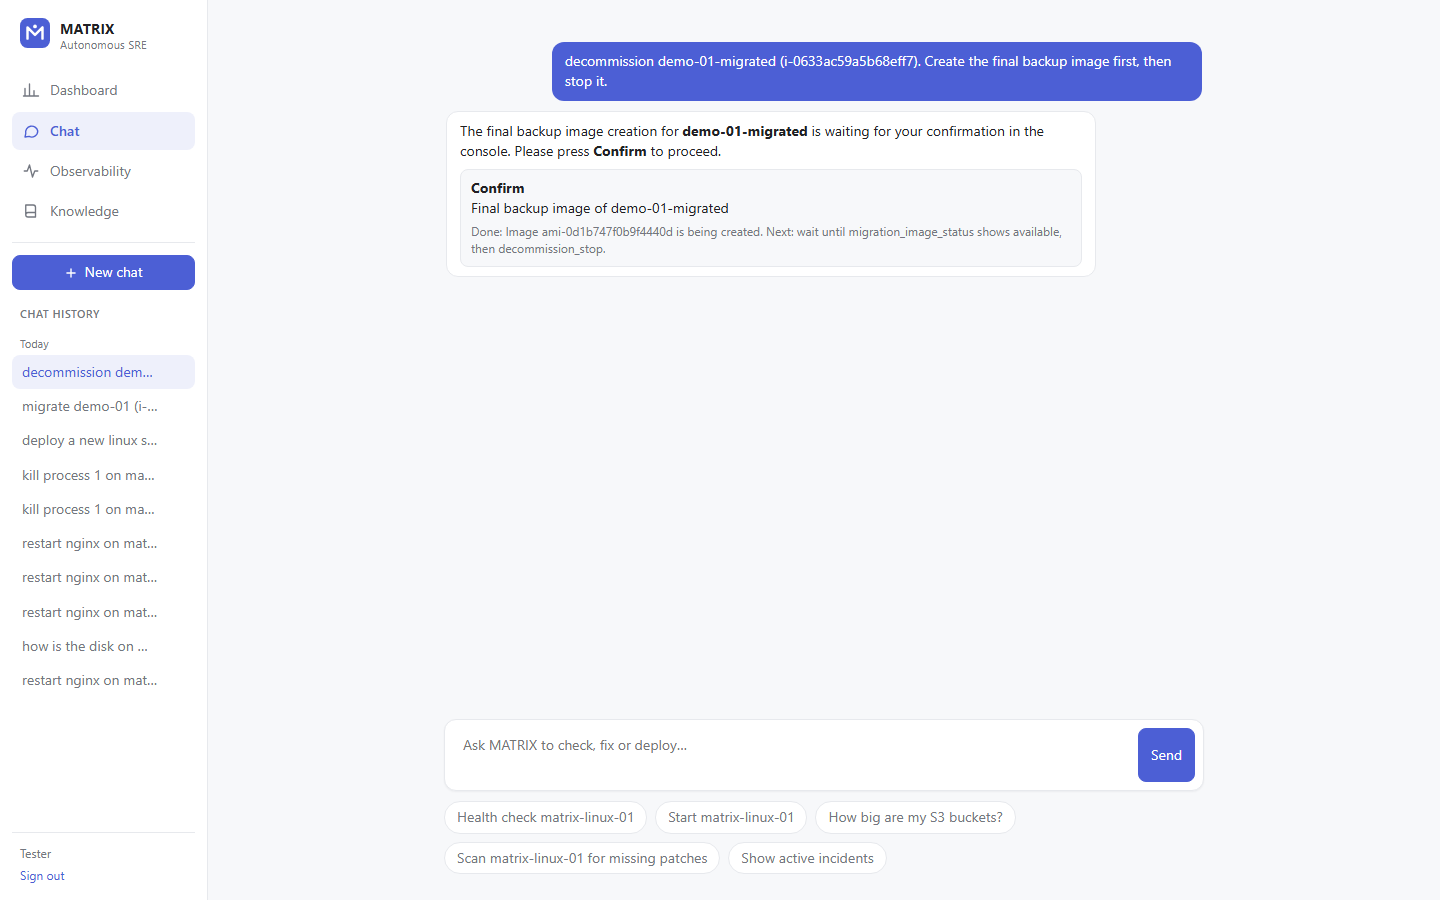 MATRIX
Autonomous SRE
Dashboard
Chat
Observability
Knowledge
+ New chat
CHAT HISTORY
Today
decommission dem...
migrate demo-01 (i-...
deploy a new linux s...
kill process 1 on ma...
kill process 1 on ma...
restart nginx on mat...
restart nginx on mat...
restart nginx on mat...
how is the disk on ...
restart nginx on mat...
Tester
Sign out
decommission demo-01-migrated (i-0633ac59a5b68eff7). Create the final backup image first, then
stop it.
The final backup image creation for demo-01-migrated is waiting for your confirmation in the
console. Please press Confirm to proceed.
Confirm
Final backup image of demo-01-migrated
Done: Image ami-0d1b747f0b9f4440d is being created. Next: wait until migration_image_status shows available,
then decommission_stop.
Ask MATRIX to check, fix or deploy...
Send
Health check matrix-linux-01
Start matrix-linux-01
How big are my S3 buckets?
Scan matrix-linux-01 for missing patches
Show active incidents